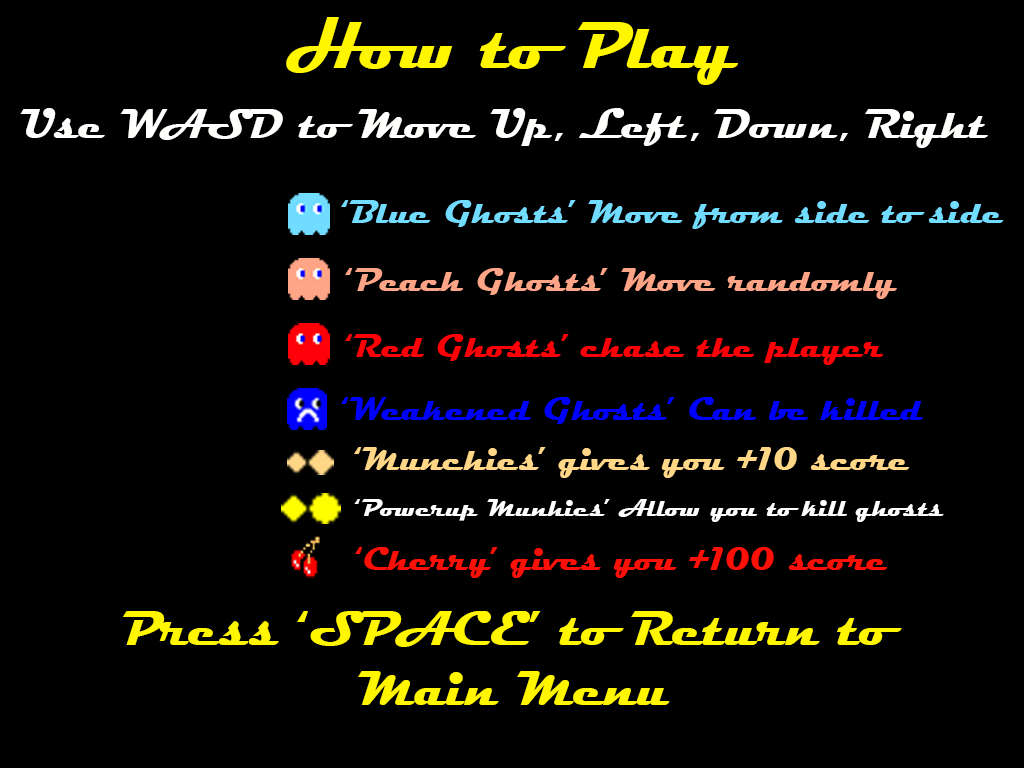 How to Play
Use WASD to Move Up, Left, Down, Right
‘Blue Ghosts’ Move from side to side
‘Peach Ghosts’ Move randomly
‘Red Ghosts’ chase the player
‘Weakened Ghosts’ Can be killed
‘Munchies’ gives you +10 score
‘Powerup Munhies’ Allow you to kill ghosts
‘Cherry’ gives you +100 score
Press ‘SPACE’ to Return to
Main Menu